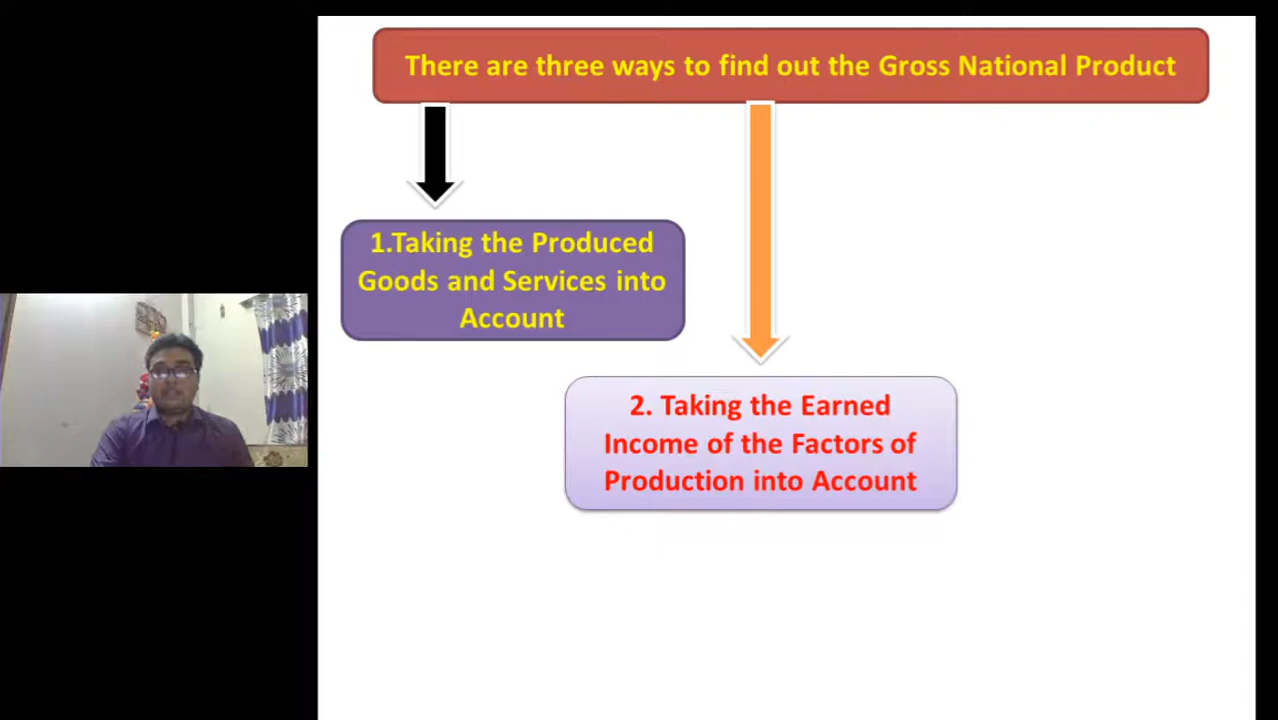 There are three ways to find out the Gross National Product
1.Taking the Produced
Goods and Services into
Account
2. Taking the Earned
Income of the Factors of
Production into Account